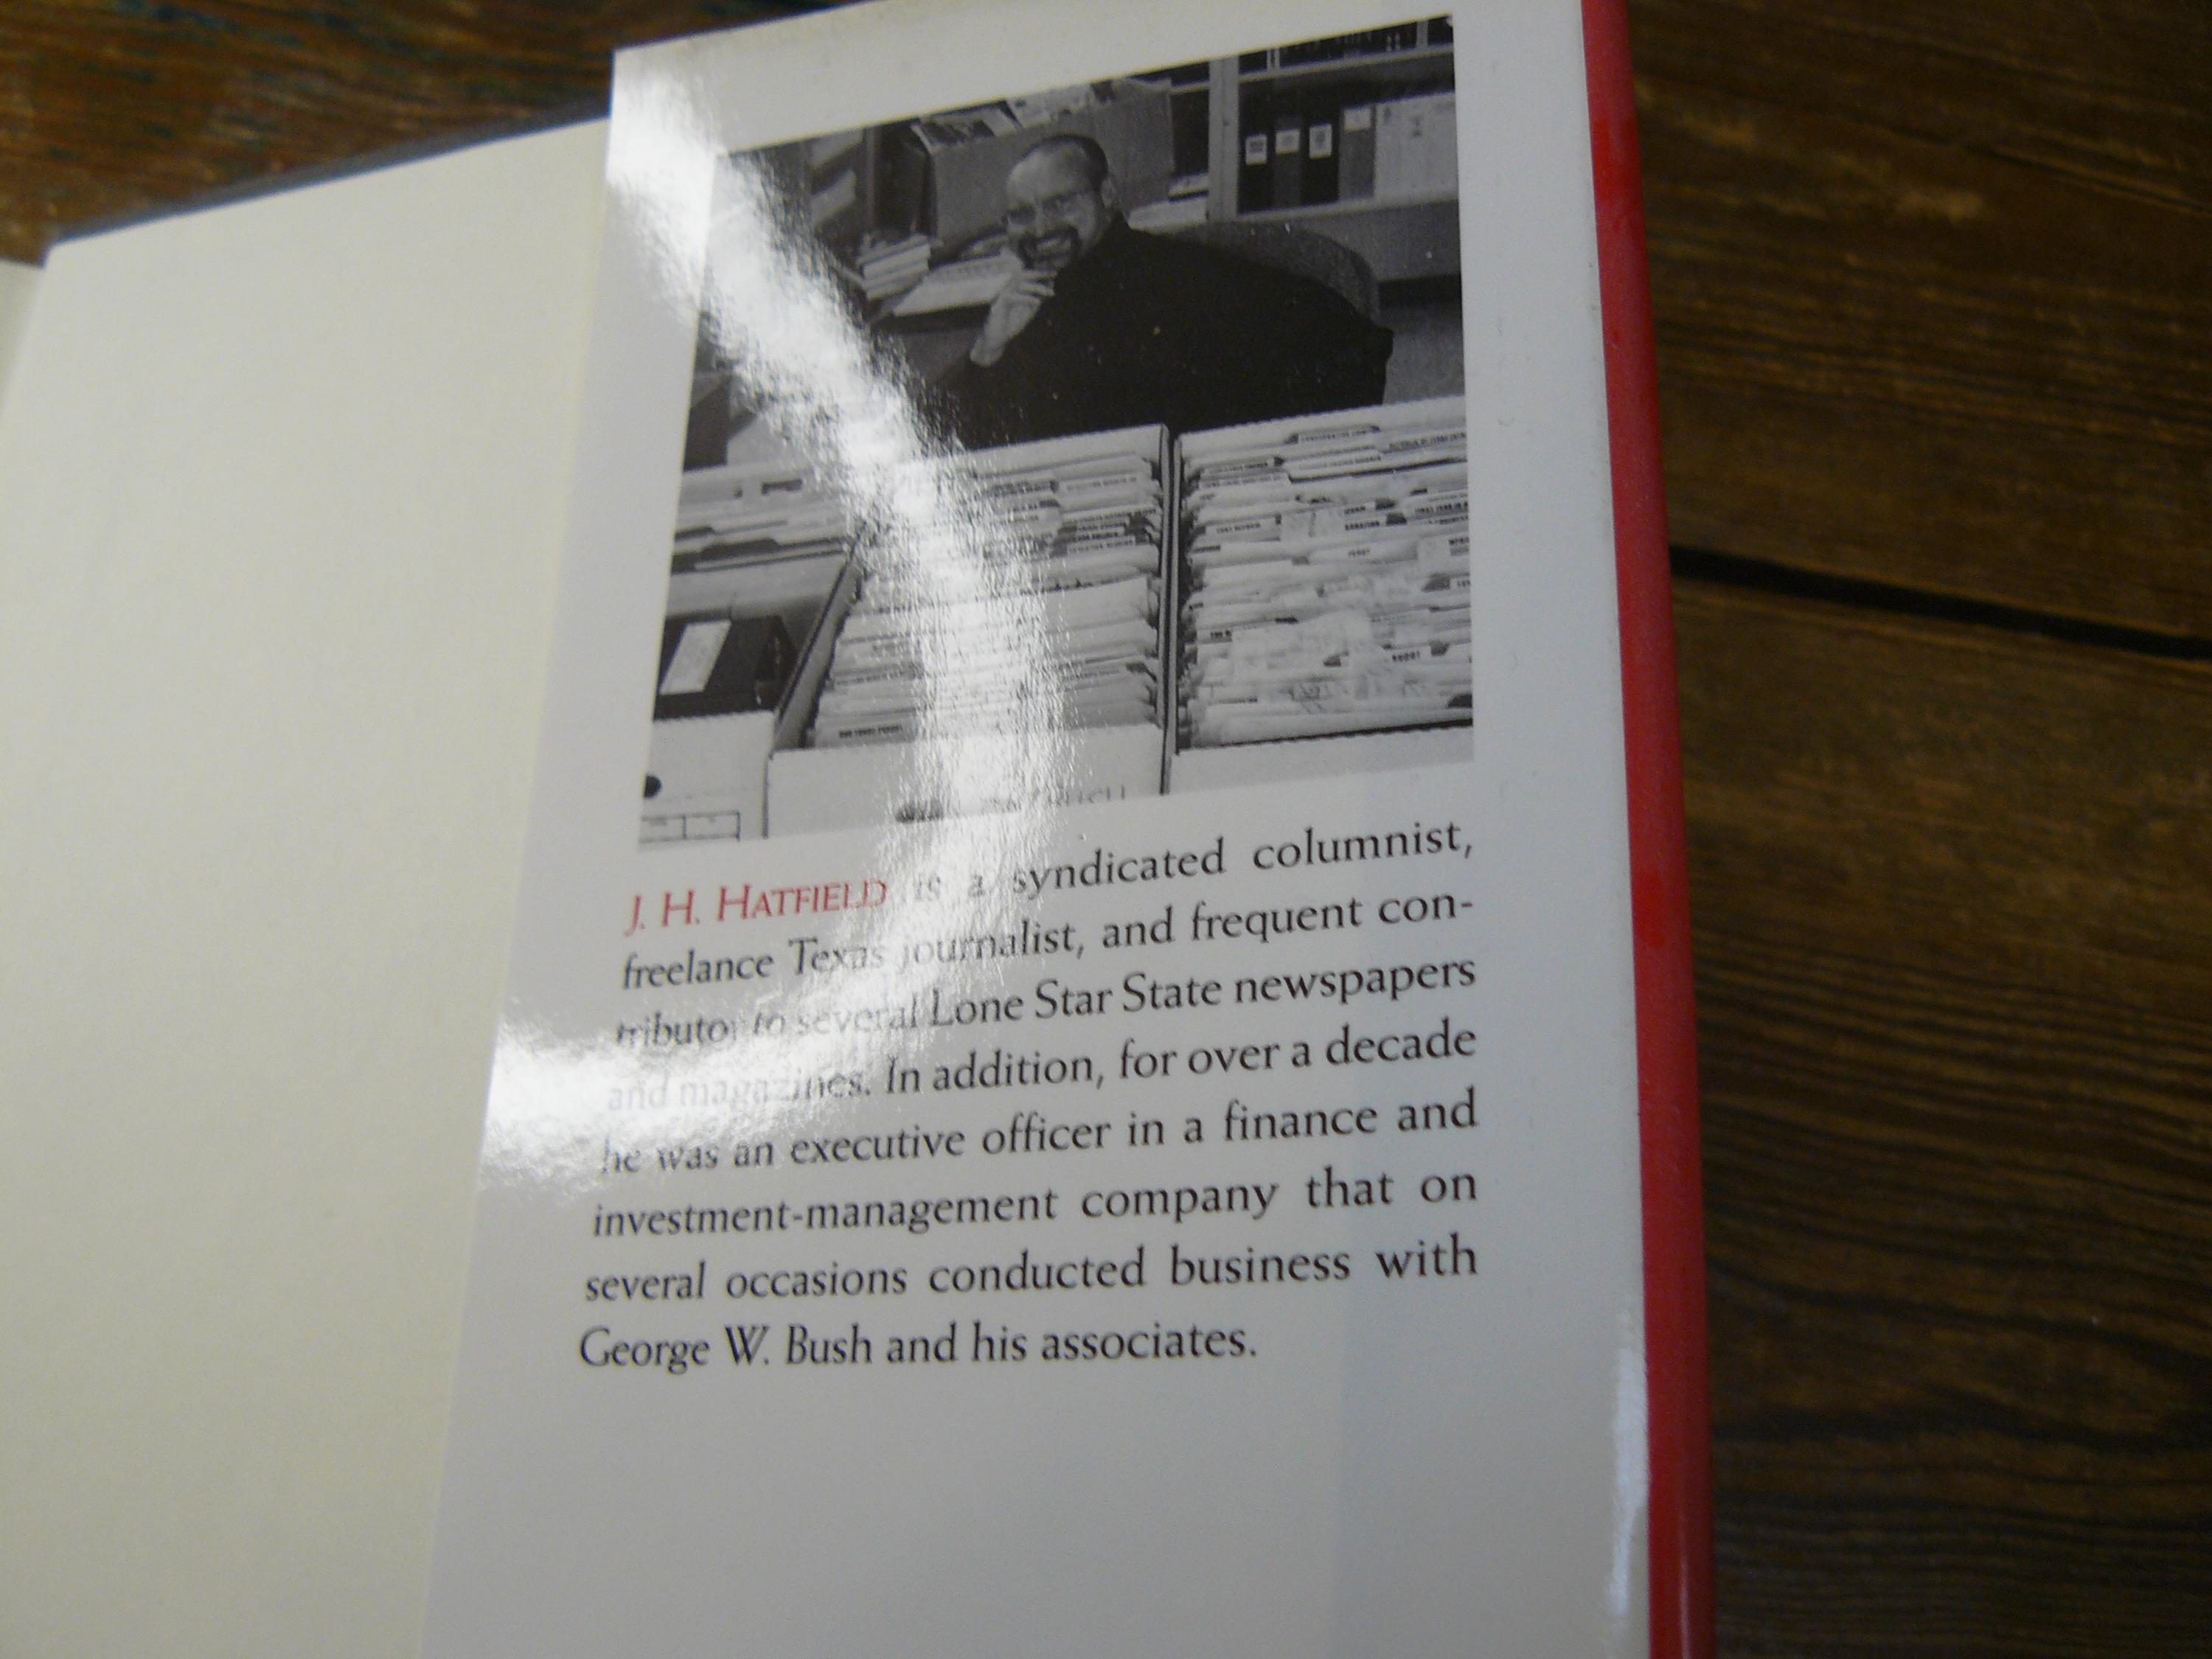 J. H. HATFIELD is a syndicated columnist,
freelance Texas journalist, and frequent con-
tributor to several Lone Star State newspapers
and magazines. In addition, for over a decade
he was an executive officer in a finance and
investment-management company that on
several occasions conducted business with
George W. Bush and his associates.